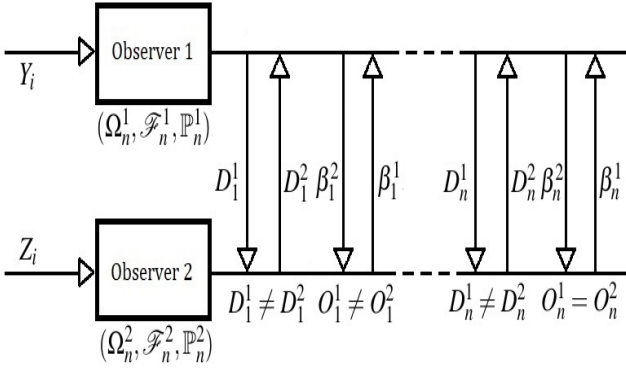 Observer 1
Y_i
(Ω_n^1, ℱ_n^1, ℙ_n^1)
D_1^1 D_1^2 β_1^2 β_1^1 D_n^1 D_n^2 β_n^2 β_n^1
Z_i
Observer 2
D_1^1 ≠ D_1^2 O_1^1 ≠ O_1^2 D_n^1 ≠ D_n^2 O_n^1 = O_n^2
(Ω_n^2, ℱ_n^2, ℙ_n^2)